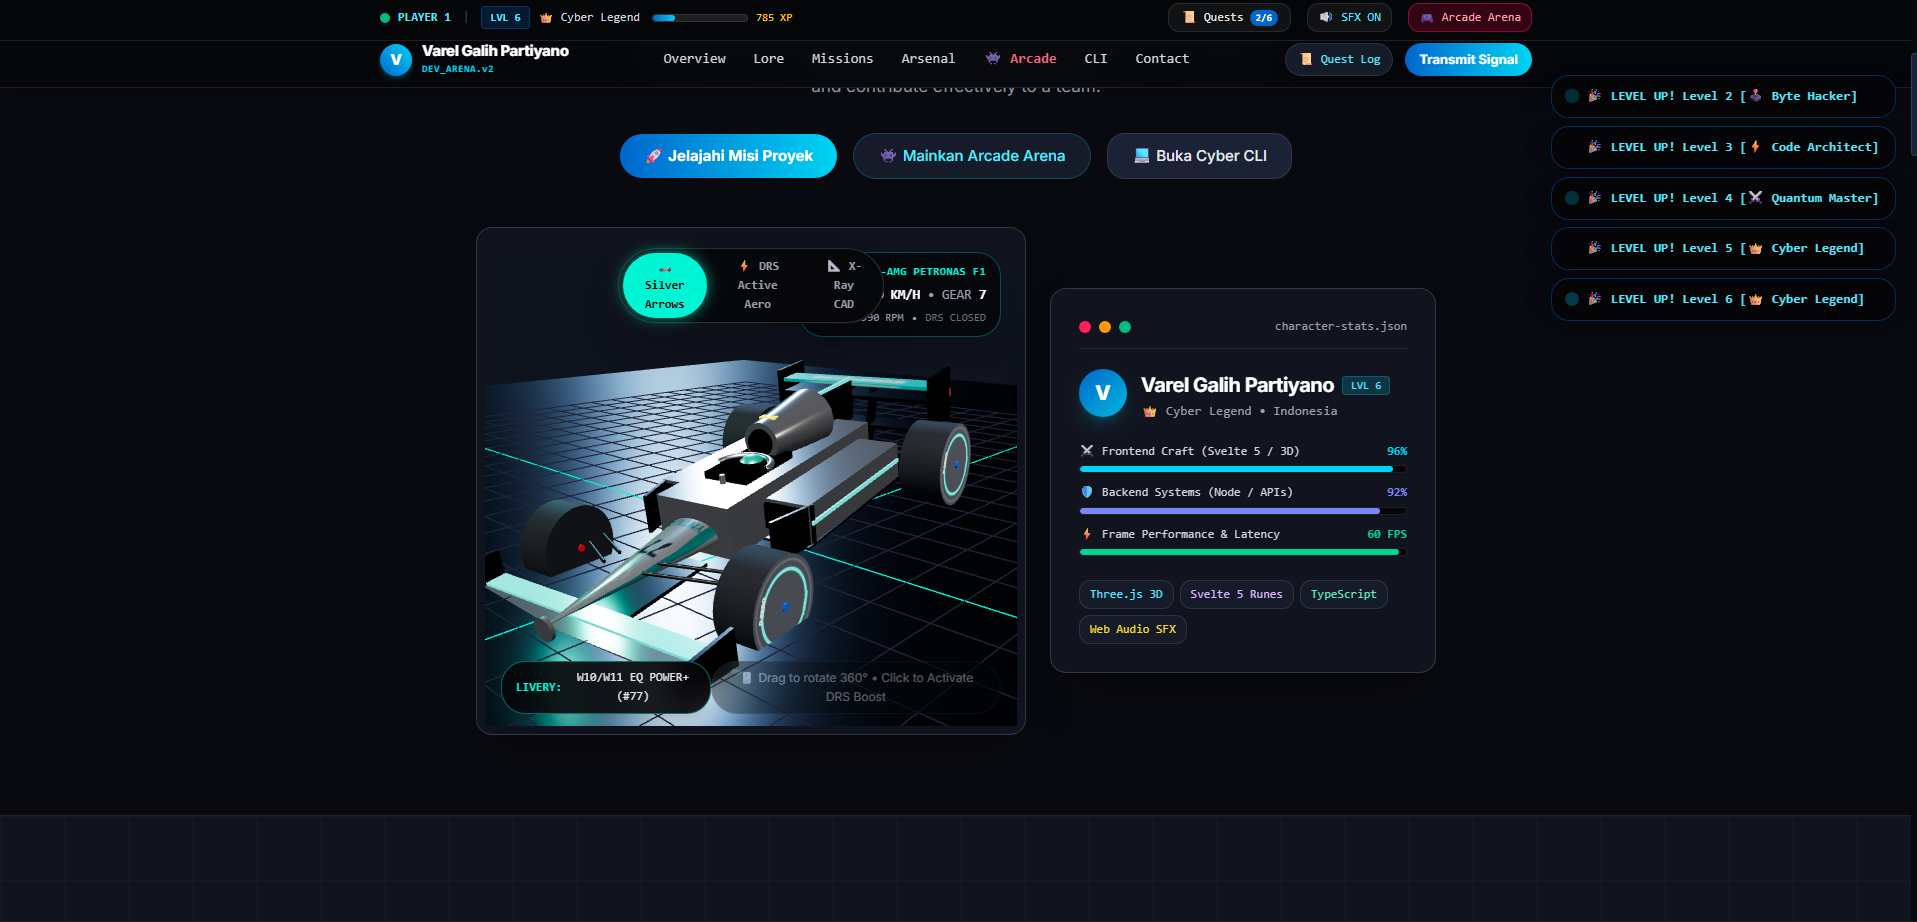 PLAYER 1
LVL 6
Cyber Legend
785 XP
Quests 2/6
SFX ON
Arcade Arena
V
Varel Galih Partiyano
DEV_ARENA.v2
Overview
Lore
Missions
Arsenal
Arcade
CLI
Contact
Quest Log
Transmit Signal
and contribute effectively to a team.
Jelajahi Misi Proyek
Mainkan Arcade Arena
Buka Cyber CLI
LEVEL UP! Level 2 [🕹️ Byte Hacker]
LEVEL UP! Level 3 [⚡ Code Architect]
LEVEL UP! Level 4 [⚔️ Quantum Master]
LEVEL UP! Level 5 [👑 Cyber Legend]
LEVEL UP! Level 6 [👑 Cyber Legend]
Silver
Arrows
DRS
Active
Aero
X-
Ray
CAD
-AMG PETRONAS F1
KM/H • GEAR 7
90 RPM • DRS CLOSED
LIVERY:
W10/W11 EQ POWER+
(#77)
Drag to rotate 360° • Click to Activate
DRS Boost
character-stats.json
V
Varel Galih Partiyano
LVL 6
Cyber Legend • Indonesia
Frontend Craft (Svelte 5 / 3D)
96%
Backend Systems (Node / APIs)
92%
Frame Performance & Latency
60 FPS
Three.js 3D
Svelte 5 Runes
TypeScript
Web Audio SFX